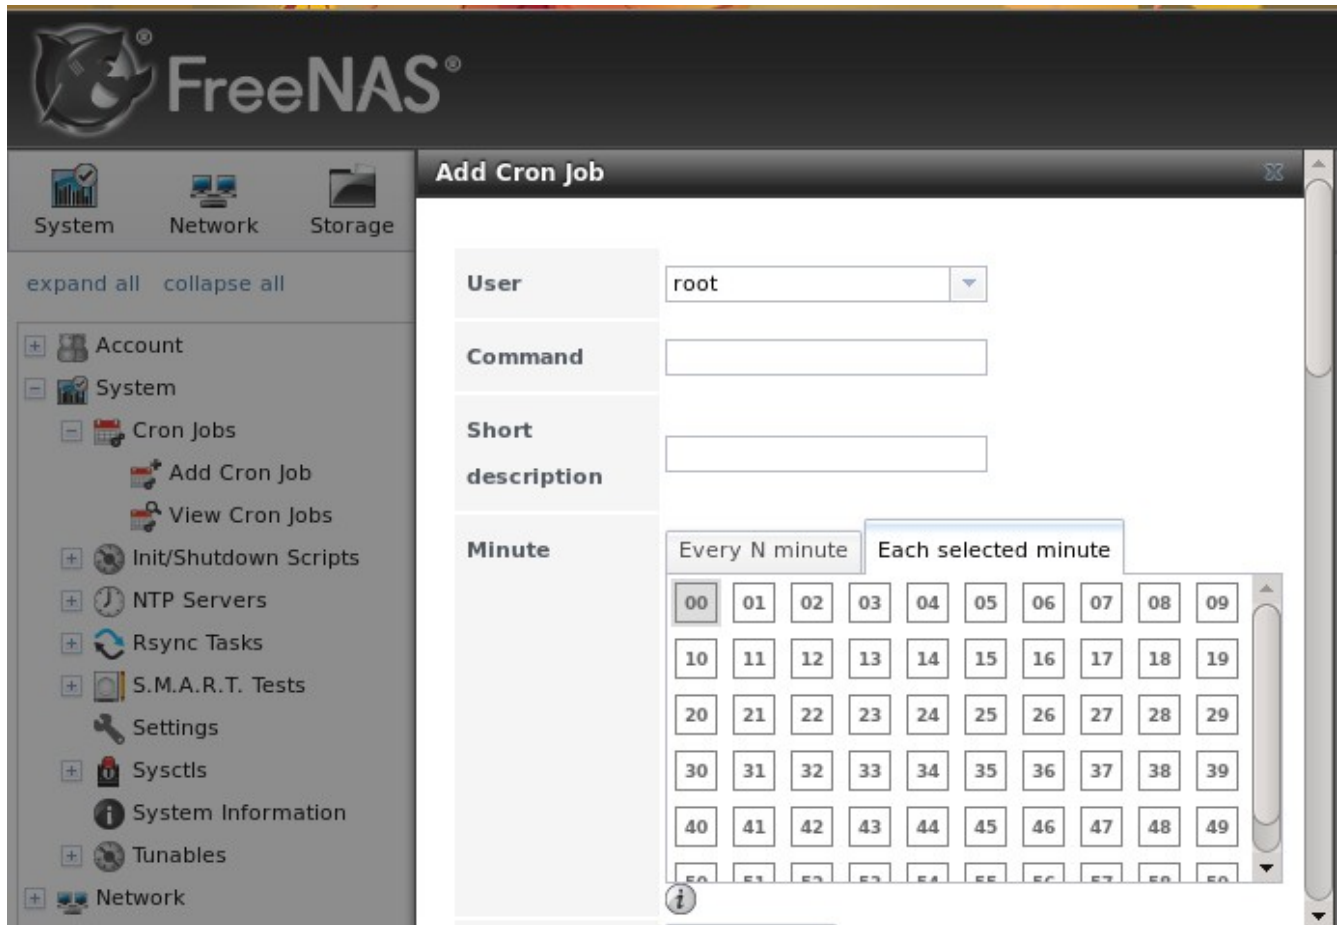 FreeNAS®
System Network Storage
expand all collapse all
Account
System
Cron Jobs
Add Cron Job
View Cron Jobs
Init/Shutdown Scripts
NTP Servers
Rsync Tasks
S.M.A.R.T. Tests
Settings
Sysctls
System Information
Tunables
Network
Add Cron Job
User root
Command
Short
description
Minute Every N minute Each selected minute
00 01 02 03 04 05 06 07 08 09
10 11 12 13 14 15 16 17 18 19
20 21 22 23 24 25 26 27 28 29
30 31 32 33 34 35 36 37 38 39
40 41 42 43 44 45 46 47 48 49